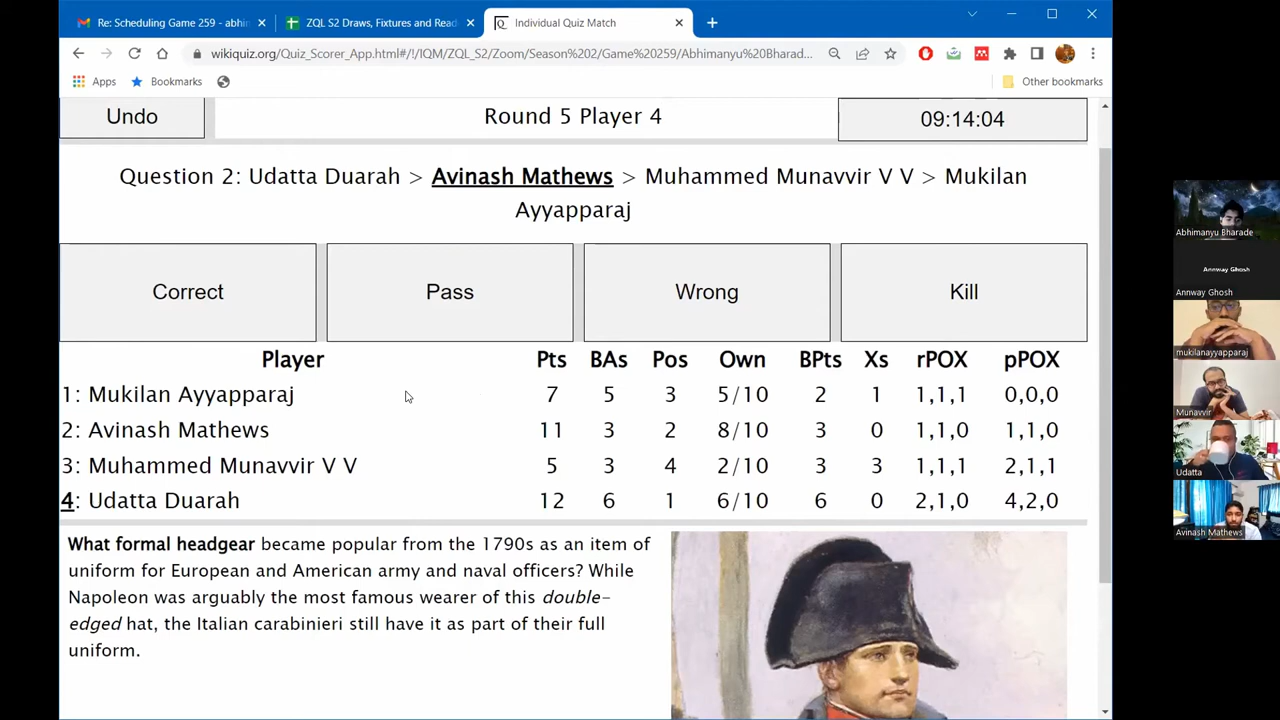 Re: Scheduling Game 259 - abhin
ZQL S2 Draws, Fixtures and Read
Individual Quiz Match
wikiquiz.org/Quiz_Scorer_App.html#/!/IQM/ZQL_S2/Zoom/Season%202/Game%20259/Abhimanyu%20Bharad...
Apps
Bookmarks
Other bookmarks
Undo
Round 5 Player 4
09:14:04
Question 2: Udatta Duarah > Avinash Mathews > Muhammed Munavvir V V > Mukilan
Ayyapparaj
Correct
Pass
Wrong
Kill
Player Pts BAs Pos Own BPts Xs rPOX pPOX
1: Mukilan Ayyapparaj 7 5 3 5/10 2 1 1,1,1 0,0,0
2: Avinash Mathews 11 3 2 8/10 3 0 1,1,0 1,1,0
3: Muhammed Munavvir V V 5 3 4 2/10 3 3 1,1,1 2,1,1
4: Udatta Duarah 12 6 1 6/10 6 0 2,1,0 4,2,0
What formal headgear became popular from the 1790s as an item of
uniform for European and American army and naval officers? While
Napoleon was arguably the most famous wearer of this double-
edged hat, the Italian carabinieri still have it as part of their full
uniform.
Abhimanyu Bharade
Annway Ghosh
Annway Ghosh
mukilanayyapparaj
Munavvir
Udatta
Avinash Mathews